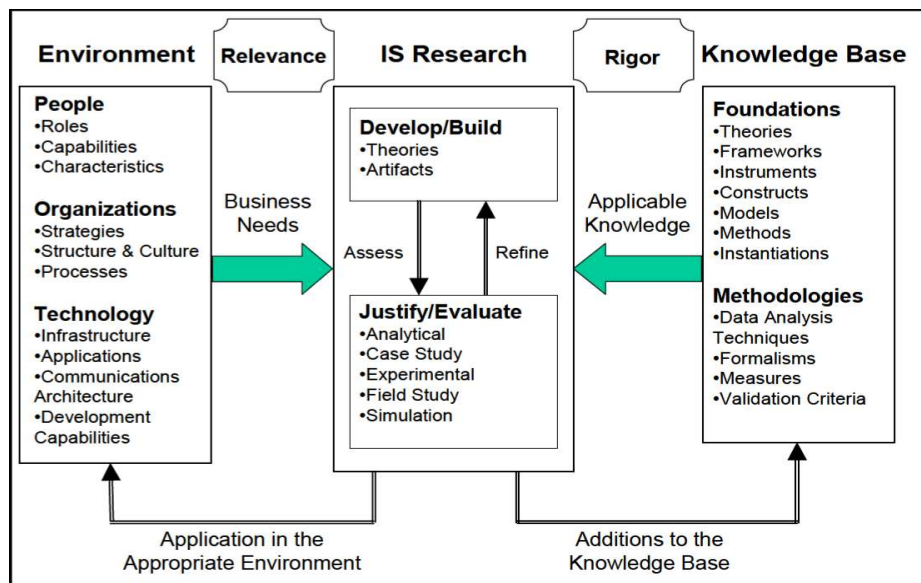 Environment
Relevance
IS Research
Rigor
Knowledge Base
People
•Roles
•Capabilities
•Characteristics
Organizations
•Strategies
•Structure & Culture
•Processes
Technology
•Infrastructure
•Applications
•Communications
Architecture
•Development
Capabilities
Business
Needs
Develop/Build
•Theories
•Artifacts
Assess
Refine
Justify/Evaluate
•Analytical
•Case Study
•Experimental
•Field Study
•Simulation
Applicable
Knowledge
Foundations
•Theories
•Frameworks
•Instruments
•Constructs
•Models
•Methods
•Instantiations
Methodologies
•Data Analysis
Techniques
•Formalisms
•Measures
•Validation Criteria
Application in the
Appropriate Environment
Additions to the
Knowledge Base